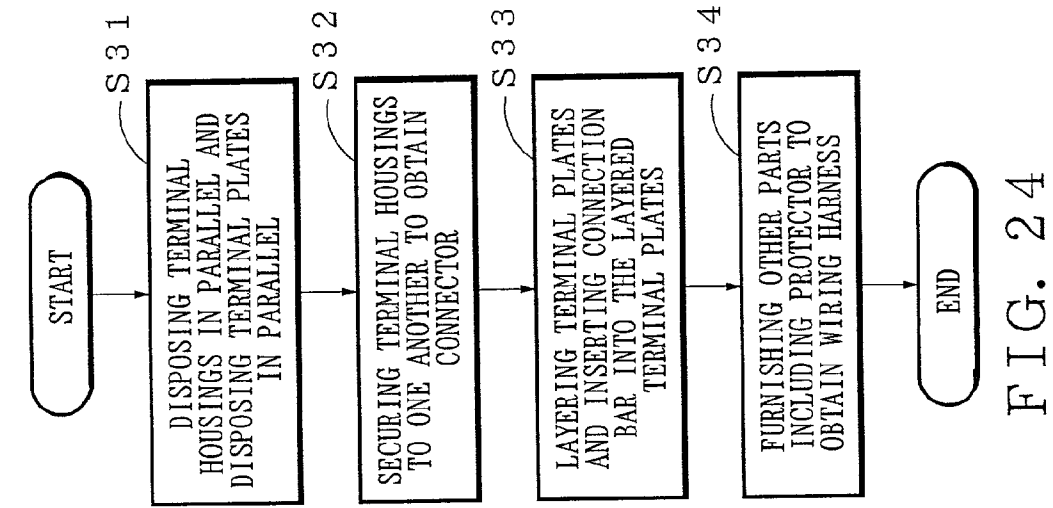 START
S31
DISPOSING TERMINAL
HOUSINGS IN PARALLEL AND
DISPOSING TERMINAL PLATES
IN PARALLEL
S32
SECURING TERMINAL HOUSINGS
TO ONE ANOTHER TO OBTAIN
CONNECTOR
S33
LAYERING TERMINAL PLATES
AND INSERTING CONNECTION
BAR INTO THE LAYERED
TERMINAL PLATES
S34
FURNISHING OTHER PARTS
INCLUDING PROTECTOR TO
OBTAIN WIRING HARNESS
END
FIG. 24